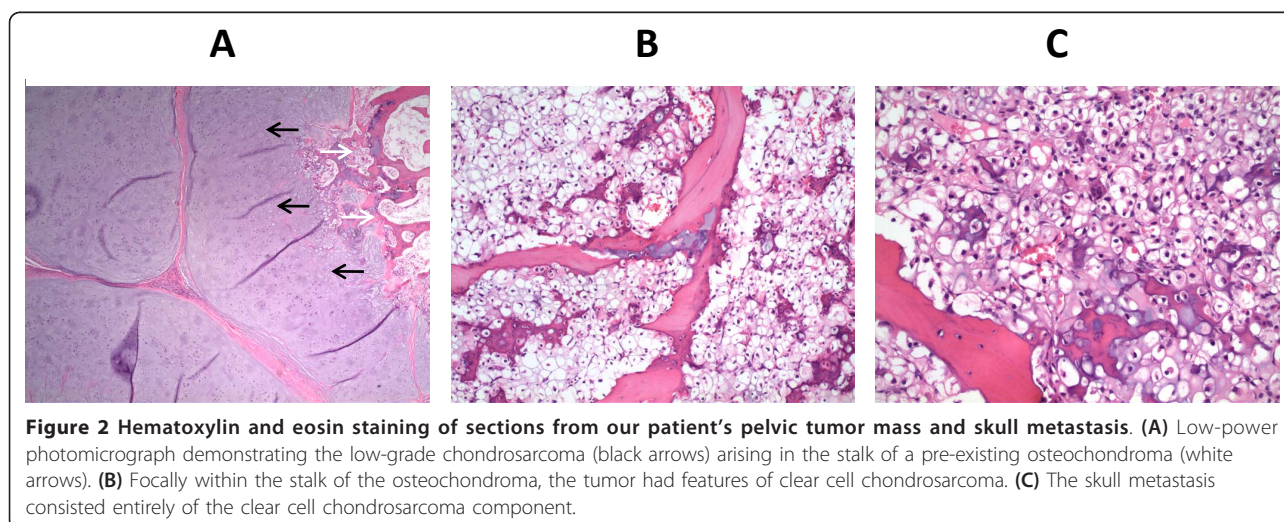 A B C
Figure 2 Hematoxylin and eosin staining of sections from our patient's pelvic tumor mass and skull metastasis. (A) Low-power
photomicrograph demonstrating the low-grade chondrosarcoma (black arrows) arising in the stalk of a pre-existing osteochondroma (white
arrows). (B) Focally within the stalk of the osteochondroma, the tumor had features of clear cell chondrosarcoma. (C) The skull metastasis
consisted entirely of the clear cell chondrosarcoma component.